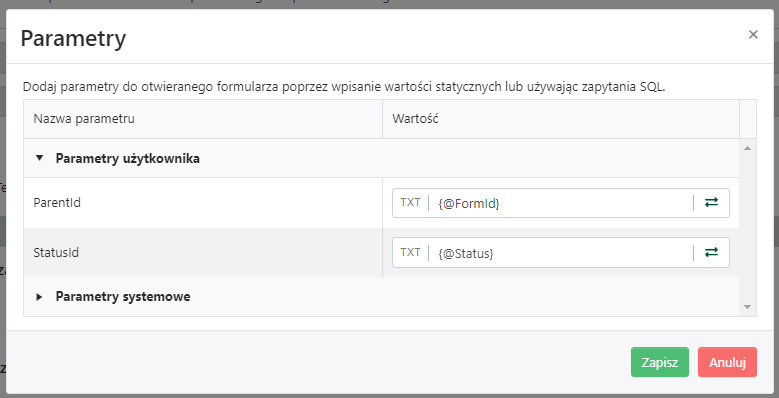 Parametry
×
Dodaj parametry do otwieranego formularza poprzez wpisanie wartości statycznych lub używając zapytania SQL.
Nazwa parametru Wartość
Parametry użytkownika
ParentId TXT {@FormId}
StatusId TXT {@Status}
Parametry systemowe
Zapisz Anuluj